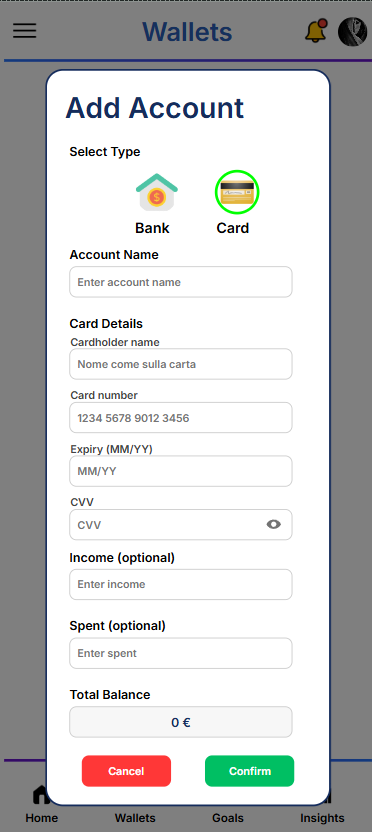 Wallets
Add Account
Select Type
Bank Card
Account Name
Enter account name
Card Details
Cardholder name
Nome come sulla carta
Card number
1234 5678 9012 3456
Expiry (MM/YY)
MM/YY
CVV
CVV
Income (optional)
Enter income
Spent (optional)
Enter spent
Total Balance
0 €
Cancel Confirm
Home Wallets Goals Insights